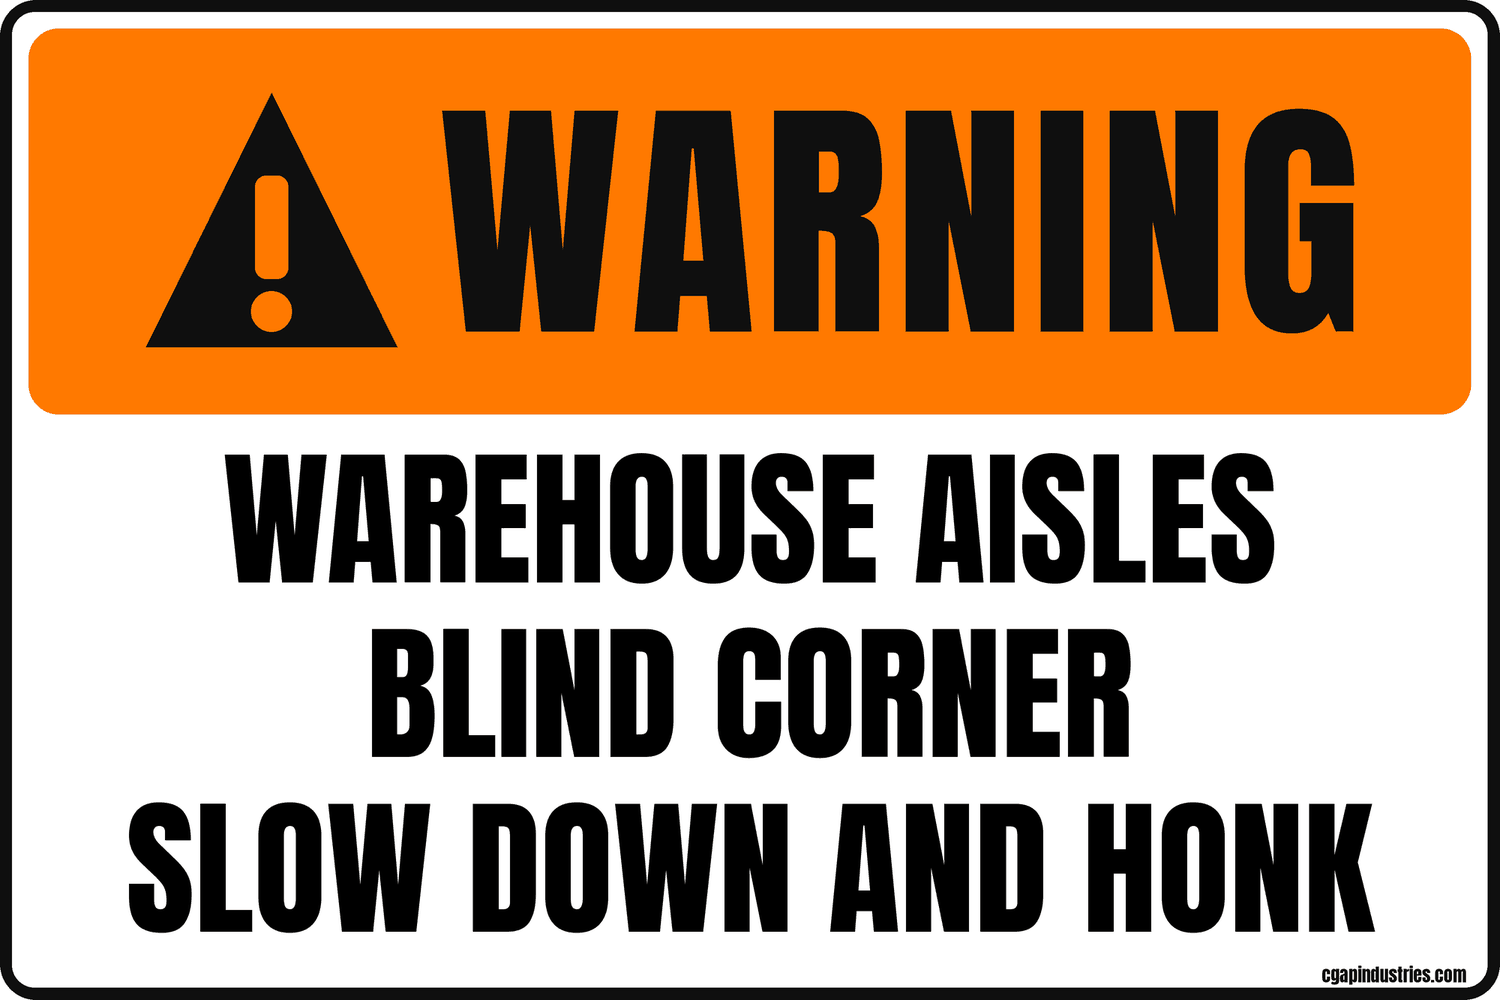 WARNING
WAREHOUSE AISLES
BLIND CORNER
SLOW DOWN AND HONK
cgapindustries.com